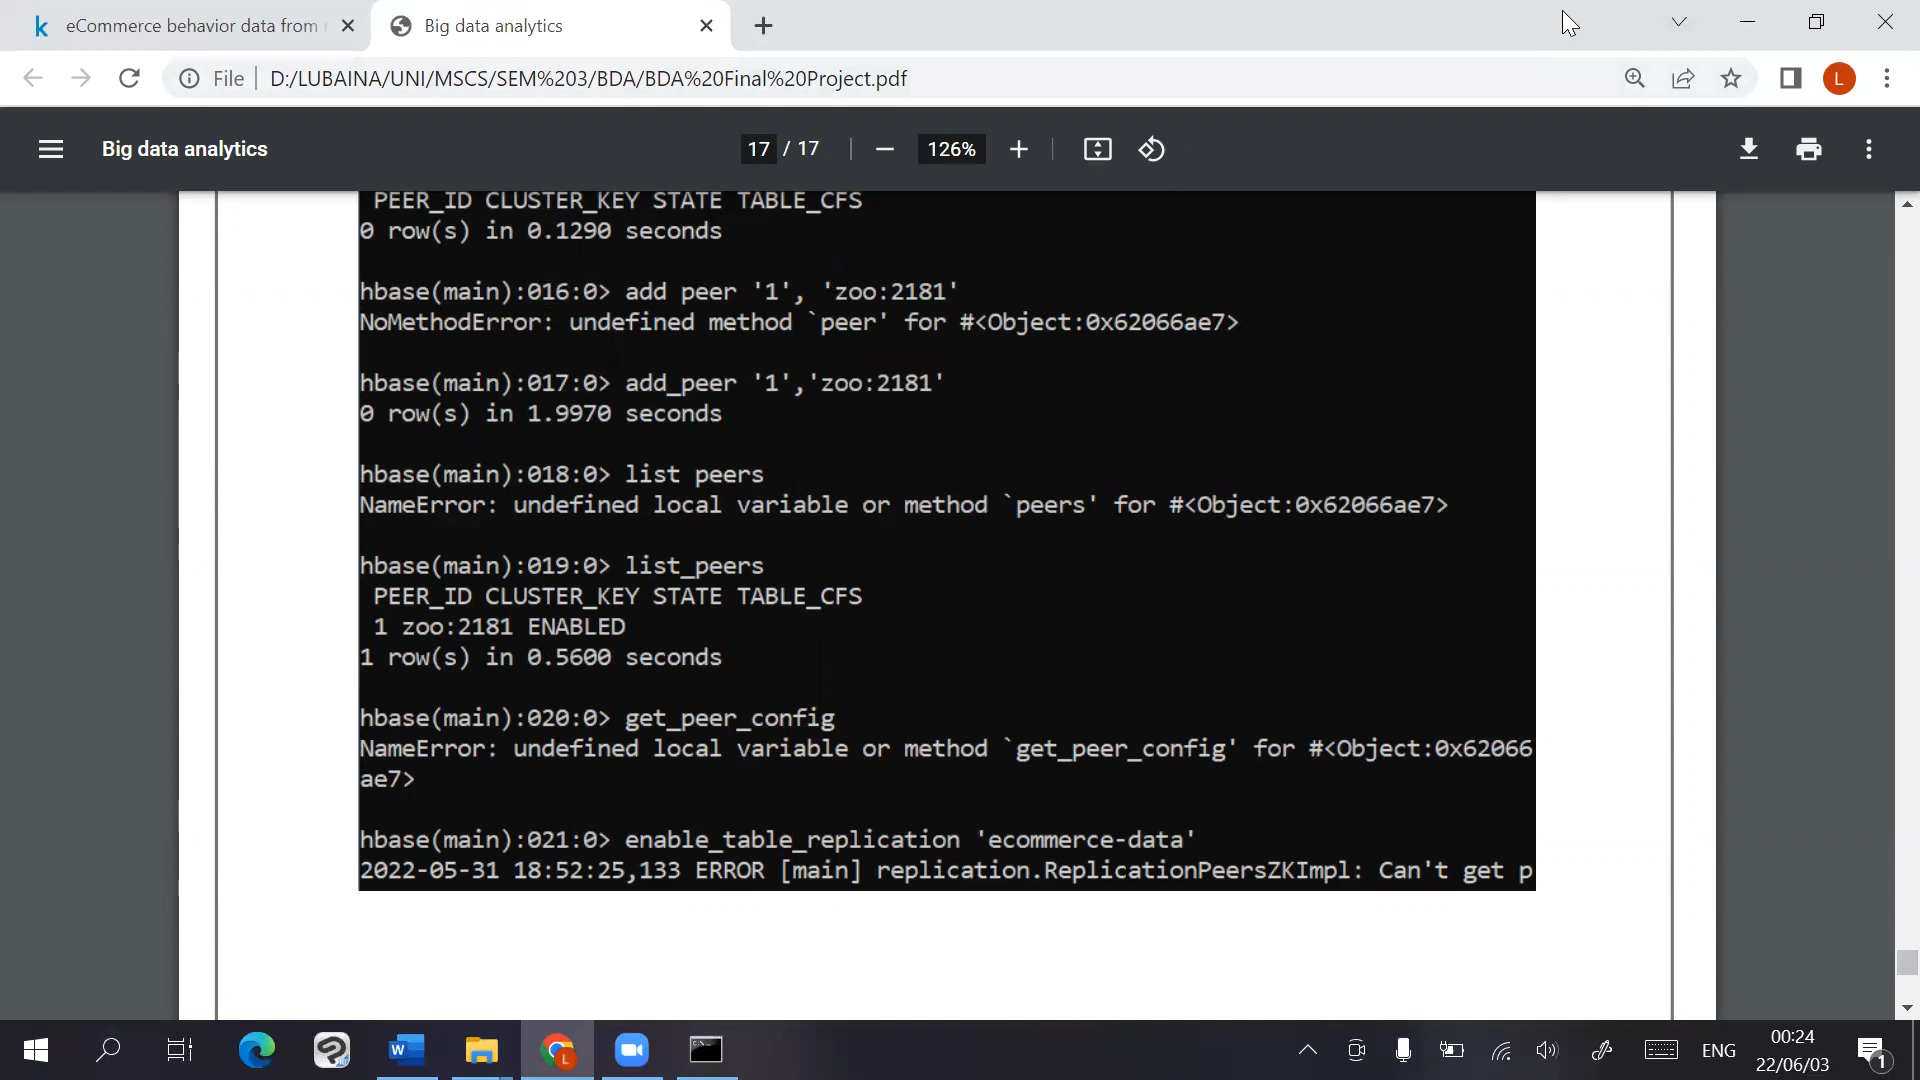 eCommerce behavior data from
Big data analytics
File
D:/LUBAINA/UNI/MSCS/SEM%203/BDA/BDA%20Final%20Project.pdf
L
Big data analytics
17 / 17
126%
PEER_ID CLUSTER_KEY STATE TABLE_CFS
0 row(s) in 0.1290 seconds
hbase(main):016:0> add peer '1', 'zoo:2181'
NoMethodError: undefined method `peer' for #<Object:0x62066ae7>
hbase(main):017:0> add_peer '1','zoo:2181'
0 row(s) in 1.9970 seconds
hbase(main):018:0> list peers
NameError: undefined local variable or method `peers' for #<Object:0x62066ae7>
hbase(main):019:0> list_peers
PEER_ID CLUSTER_KEY STATE TABLE_CFS
1 zoo:2181 ENABLED
1 row(s) in 0.5600 seconds
hbase(main):020:0> get_peer_config
NameError: undefined local variable or method `get_peer_config' for #<Object:0x62066
ae7>
hbase(main):021:0> enable_table_replication 'ecommerce-data'
2022-05-31 18:52:25,133 ERROR [main] replication.ReplicationPeersZKImpl: Can't get p
ENG
00:24
22/06/03
1